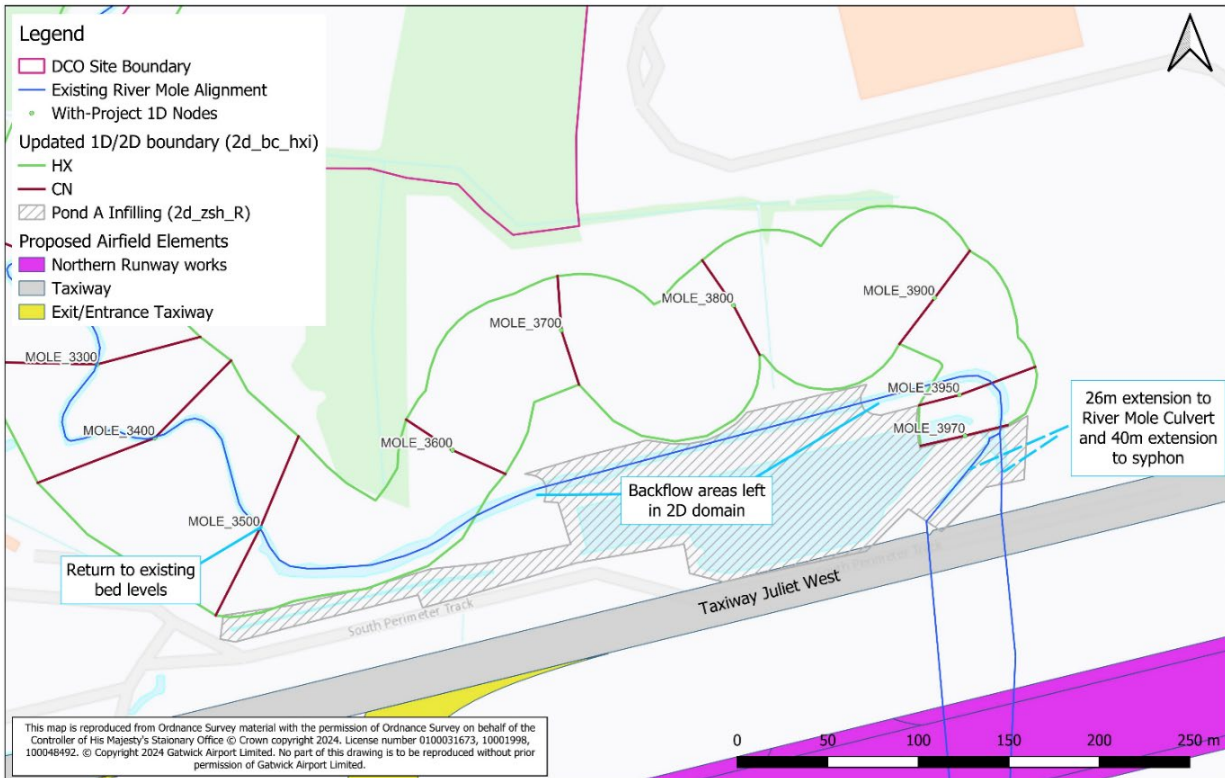 Legend
DCO Site Boundary
Existing River Mole Alignment
With-Project 1D Nodes
Updated 1D/2D boundary (2d_bc_hxi)
HX
CN
Pond A Infilling (2d_zsh_R)
Proposed Airfield Elements
Northern Runway works
Taxiway
Exit/Entrance Taxiway
MOLE_3300
MOLE_3400
MOLE_3500
MOLE_3600
MOLE_3700
MOLE_3800
MOLE_3900
MOLE_3950
MOLE_3970
26m extension to
River Mole Culvert
and 40m extension
to syphon
Backflow areas left
in 2D domain
Return to existing
bed levels
South Perimeter Track
Perimeter Track
Taxiway Juliet West
This map is reproduced from Ordnance Survey material with the permission of Ordnance Survey on behalf of the
Controller of His Majesty's Staionary Office © Crown copyright 2024. License number 0100031673, 10001998,
100048492. © Copyright 2024 Gatwick Airport Limited. No part of this drawing is to be reproduced without prior
permission of Gatwick Airport Limited.
0 50 100 150 200 250 m